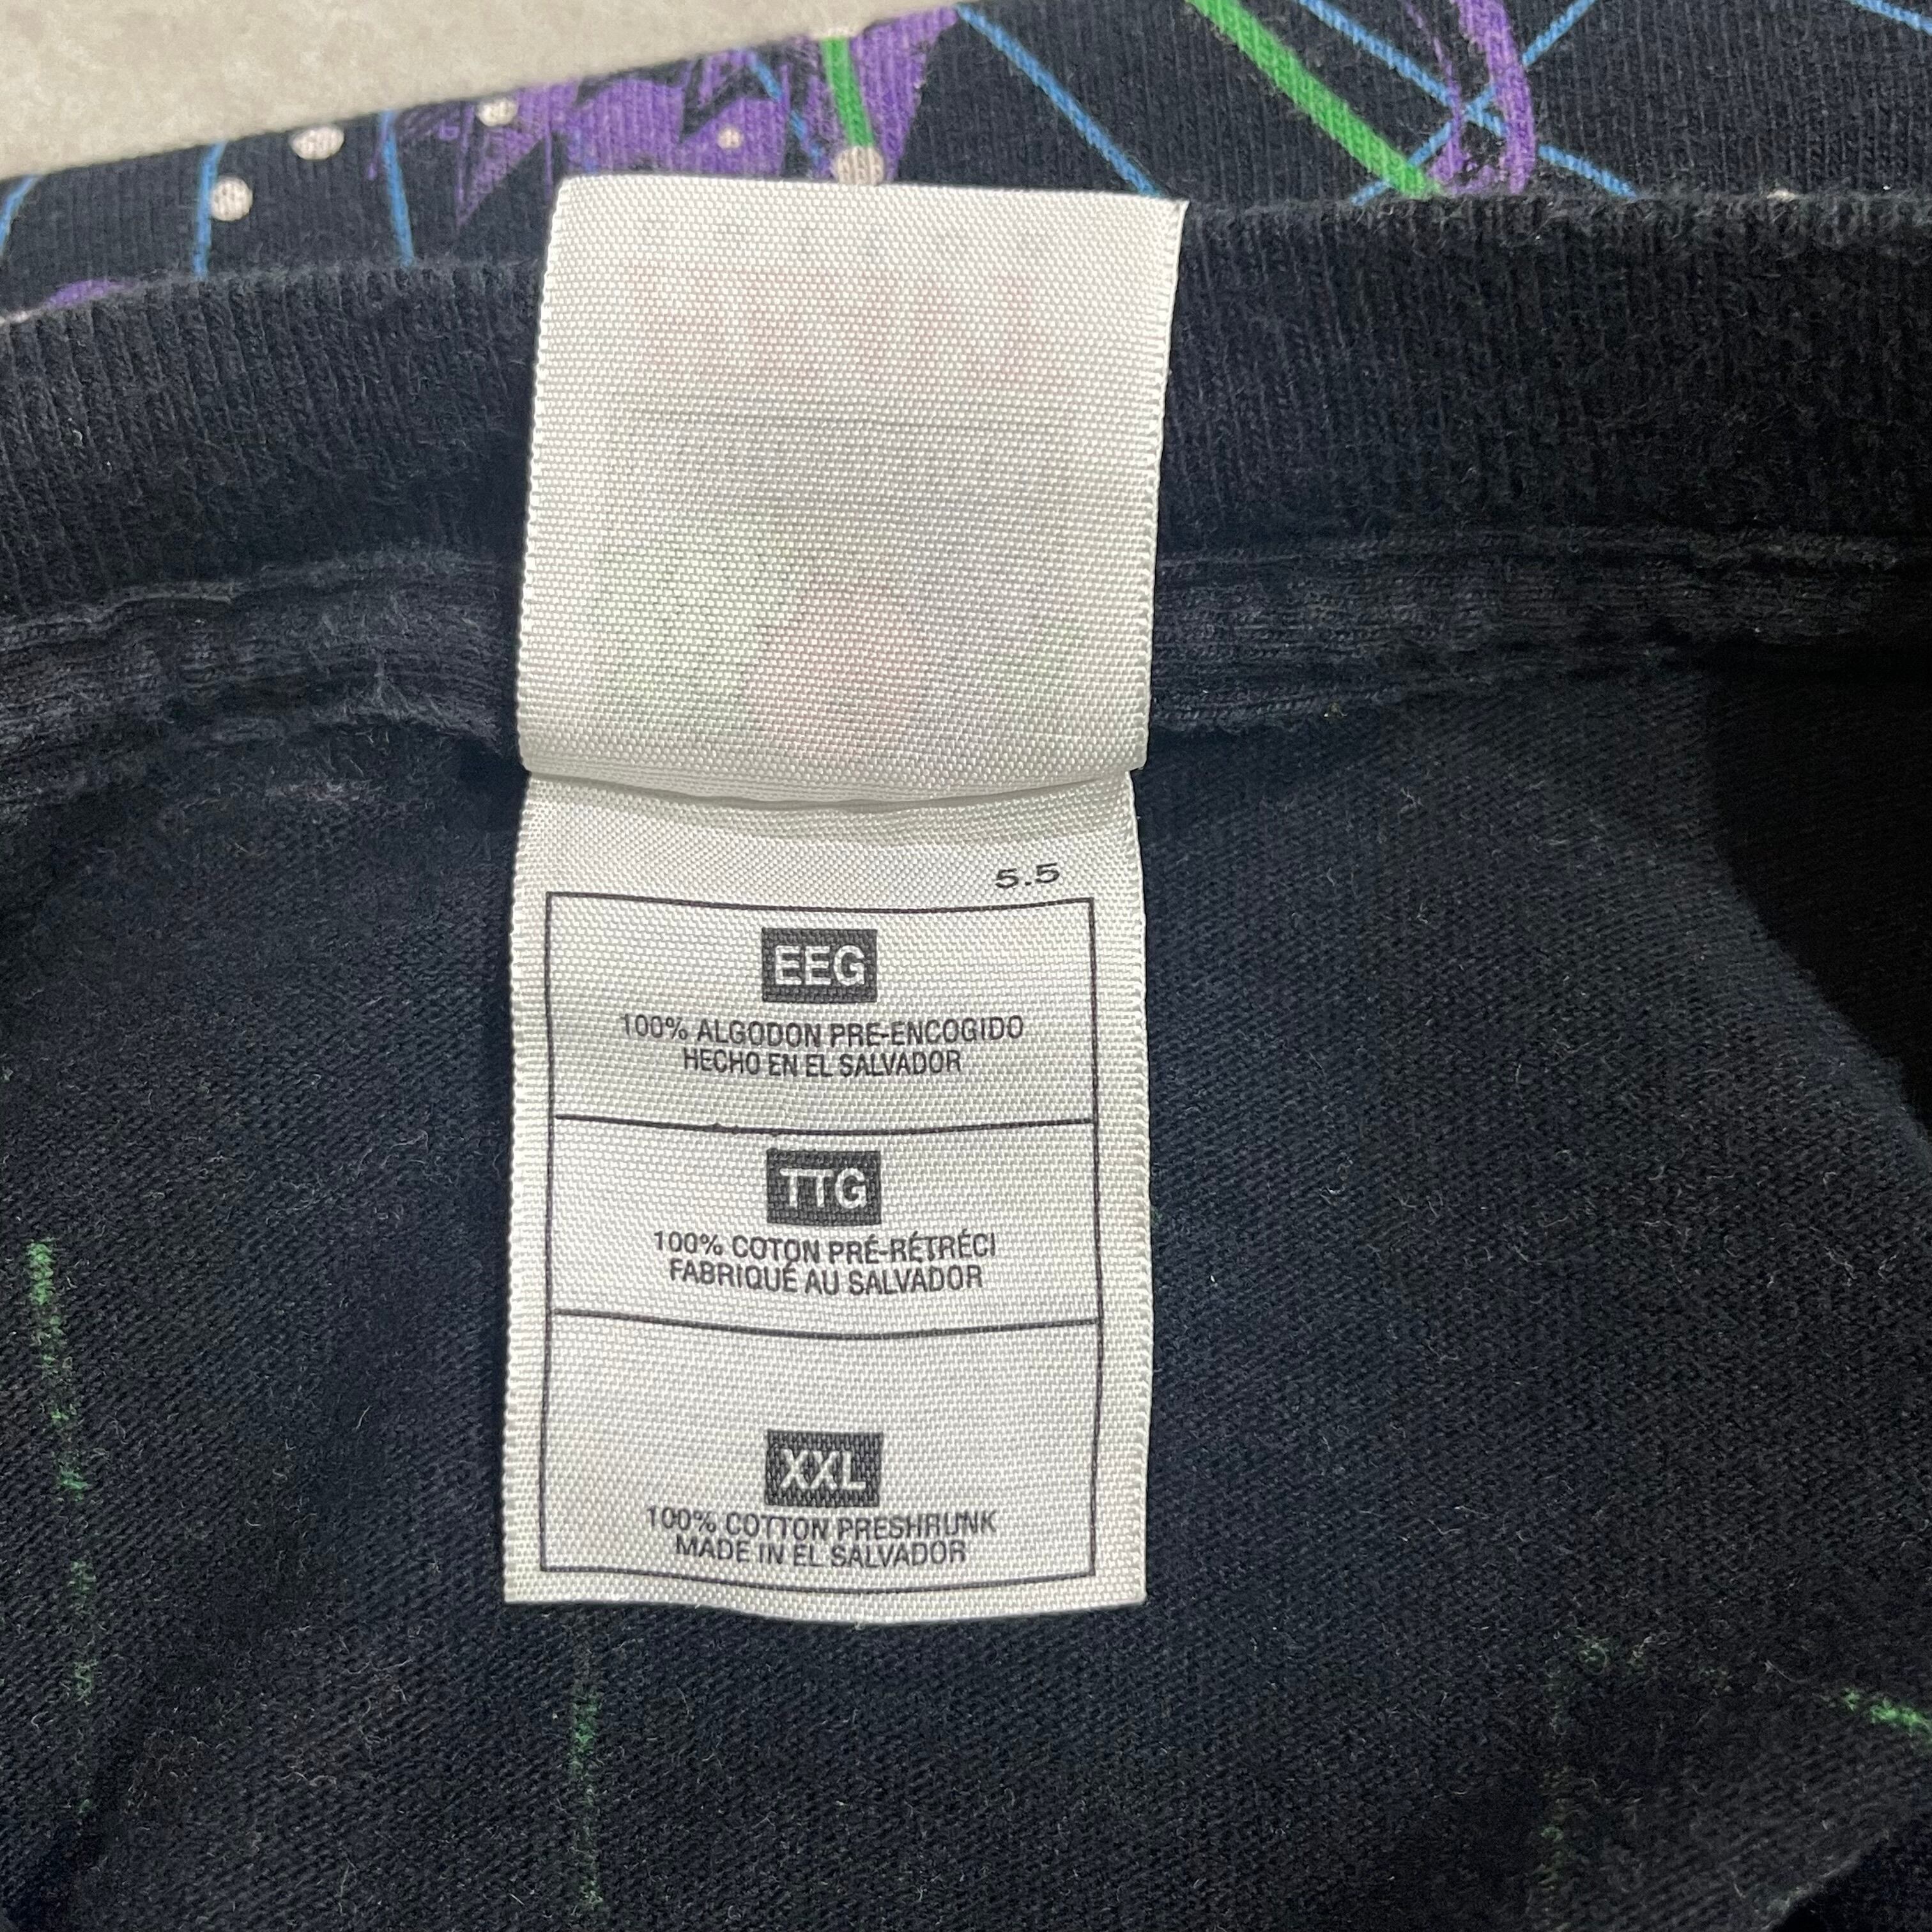 5.5
EEG
100% ALGODON PRE-ENCOGIDO
HECHO EN EL SALVADOR
TTG
100% COTON PRÉ-RÉTRÉCI
FABRIQUÉ AU SALVADOR
XXL
100% COTTON PRESHRUNK
MADE IN EL SALVADOR